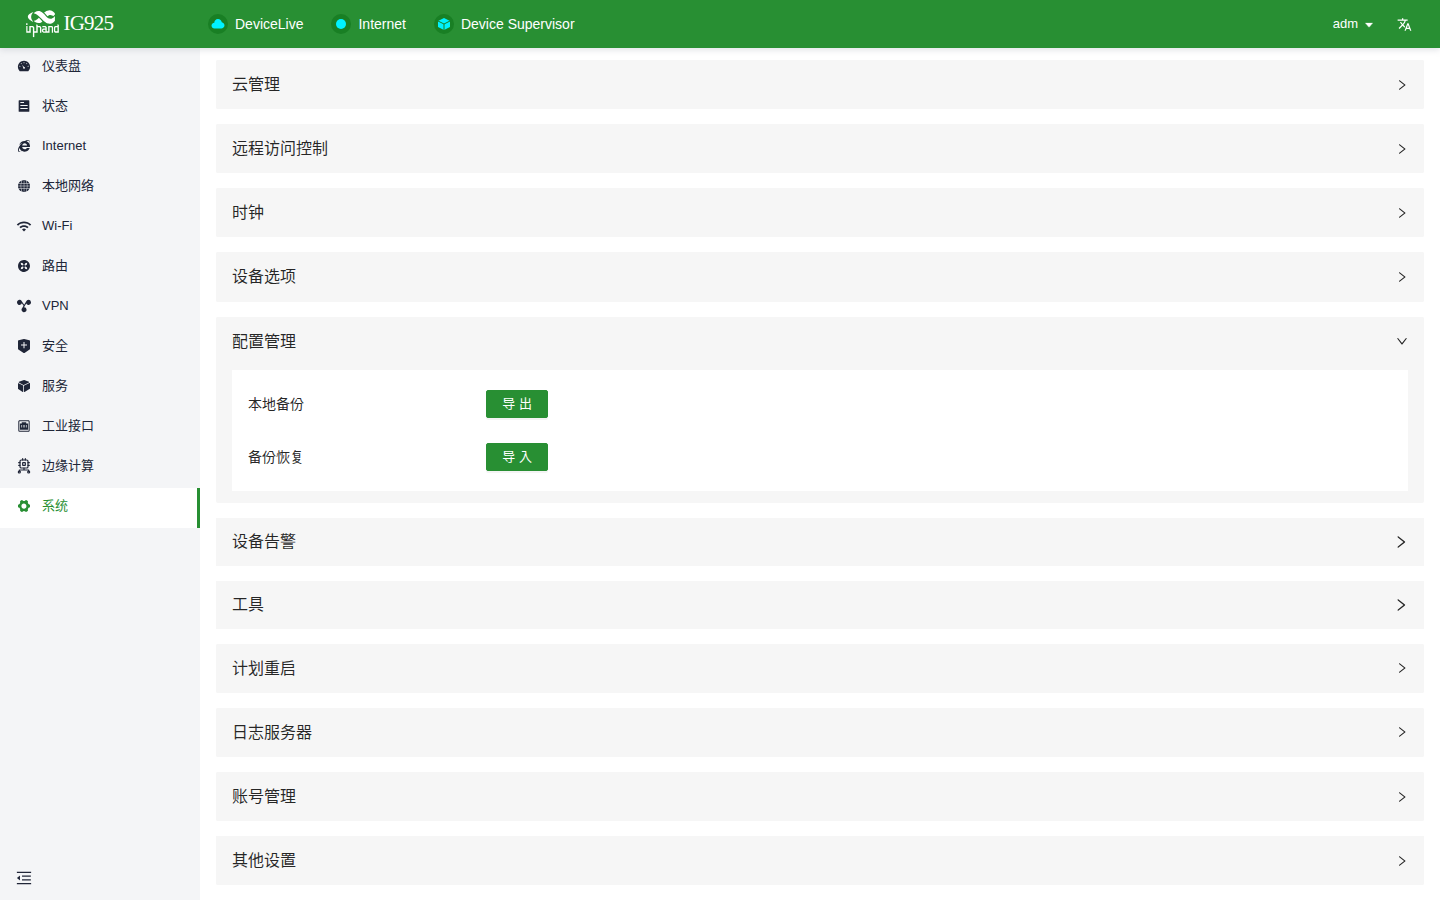 inhand IG925
DeviceLive
Internet
Device Supervisor
adm
仪表盘
状态
Internet
本地网络
Wi-Fi
路由
VPN
安全
服务
工业接口
边缘计算
系统
云管理
远程访问控制
时钟
设备选项
配置管理
本地备份
导 出
备份恢复
导 入
设备告警
工具
计划重启
日志服务器
账号管理
其他设置